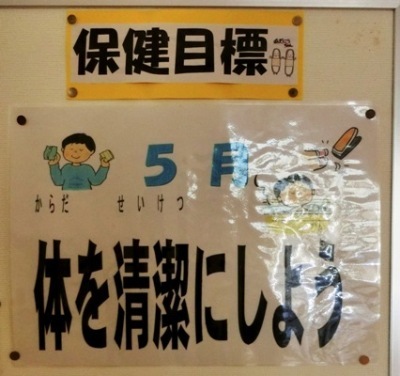 保健目標
5月
からだ せいけつ
体を清潔にしよう